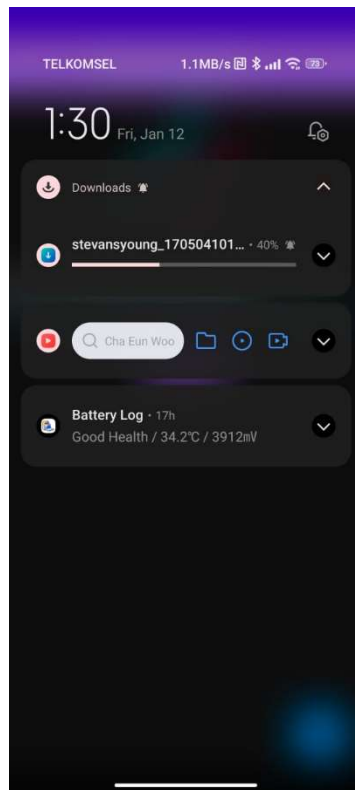 TELKOMSEL 1.1MB/s 73
1:30 Fri, Jan 12
Downloads
stevansyoung_170504101… • 40%
Cha Eun Woo
Battery Log • 17h
Good Health / 34.2℃ / 3912mV